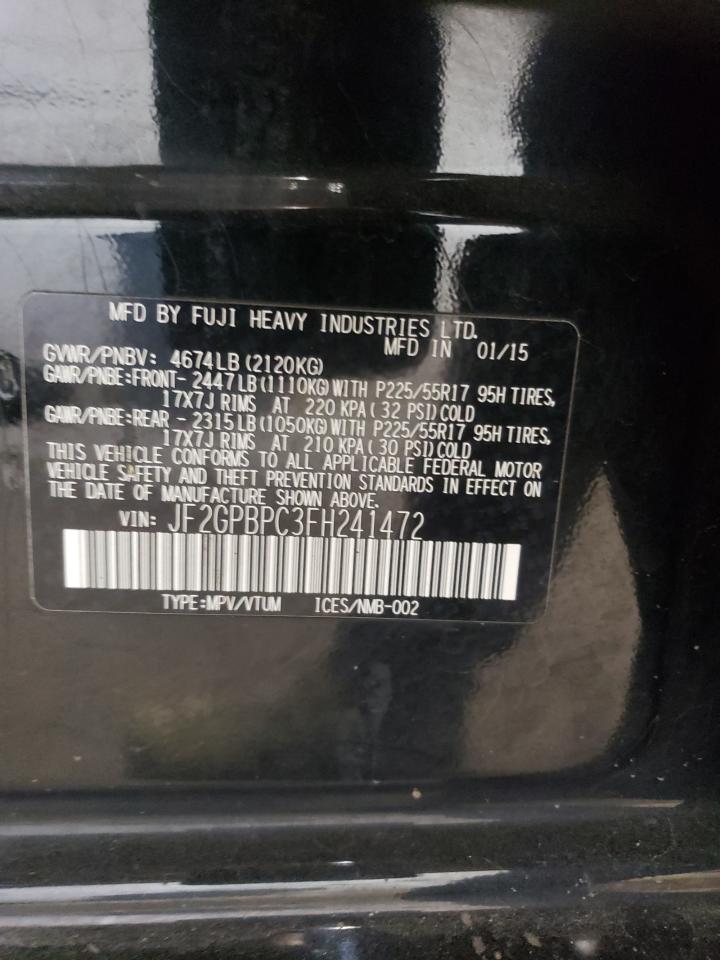 MFD BY FUJI HEAVY INDUSTRIES LTD.
MFD IN 01/15
GVWR/PNBV: 4674LB(2120KG)
GAWR/PNBE:FRONT- 2447LB(1110KG)WITH P225/55R17 95H TIRES,
17X7J RIMS AT 220 KPA( 32 PSI)COLD
GAWR/PNBE:REAR - 2315LB(1050KG)WITH P225/55R17 95H TIRES,
17X7J RIMS AT 210 KPA( 30 PSI)COLD
THIS VEHICLE CONFORMS TO ALL APPLICABLE FEDERAL MOTOR
VEHICLE SAFETY AND THEFT PREVENTION STANDARDS IN EFFECT ON
THE DATE OF MANUFACTURE SHOWN ABOVE.
VIN: JF2GPBPC3FH241472
TYPE:MPV/VTUM ICES/NMB-002